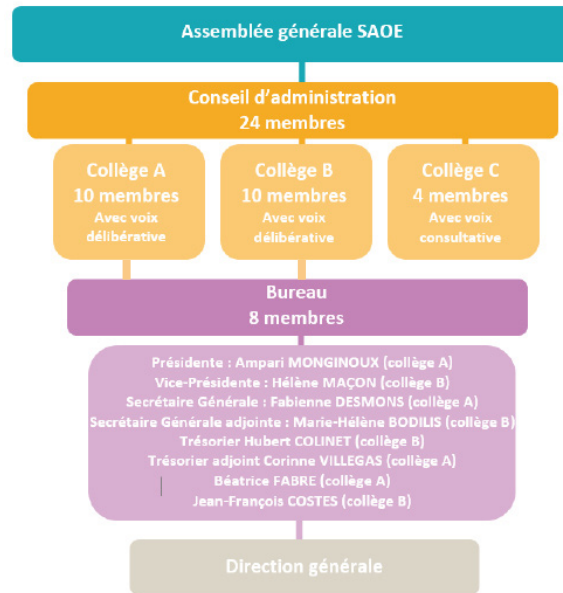 Assemblée générale SAOE
Conseil d'administration
24 membres
Collège A
10 membres
Avec voix
délibérative
Collège B
10 membres
Avec voix
délibérative
Collège C
4 membres
Avec voix
consultative
Bureau
8 membres
Présidente : Ampari MONGINOUX (collège A)
Vice-Présidente : Hélène MAÇON (collège B)
Secrétaire Générale : Fabienne DESMONS (collège A)
Secrétaire Générale adjointe : Marie-Hélène BODILIS (collège B)
Trésorier Hubert COLINET (collège B)
Trésorier adjoint Corinne VILLEGAS (collège A)
Béatrice FABRE (collège A)
Jean-François COSTES (collège B)
Direction générale